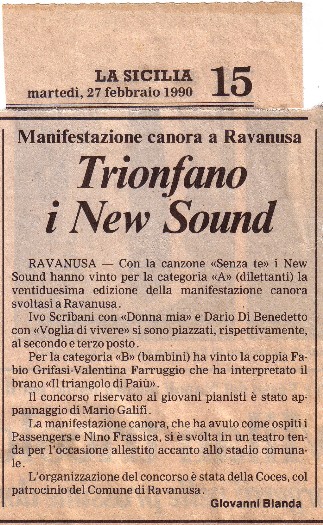 LA SICILIA
martedì, 27 febbraio 1990
15
Manifestazione canora a Ravanusa
Trionfano
i New Sound
RAVANUSA — Con la canzone «Senza te» i New
Sound hanno vinto per la categoria «A» (dilettanti) la
ventiduesima edizione della manifestazione canora
svoltasi a Ravanusa.
Ivo Scribani con «Donna mia» e Dario Di Benedetto
con «Voglia di vivere» si sono piazzati, rispettivamente,
al secondo e terzo posto.
Per la categoria «B» (bambini) ha vinto la coppia Fa-
bio Grifasi-Valentina Farruggio che ha interpretato il
brano «Il triangolo di Paiù».
Il concorso riservato ai giovani pianisti è stato ap-
pannaggio di Mario Galifi.
La manifestazione canora, che ha avuto come ospiti i
Passengers e Nino Frassica, si è svolta in un teatro ten-
da per l'occasione allestito accanto allo stadio comuna-
le.
L'organizzazione del concorso è stata della Coces, col
patrocinio del Comune di Ravanusa.
Giovanni Blanda